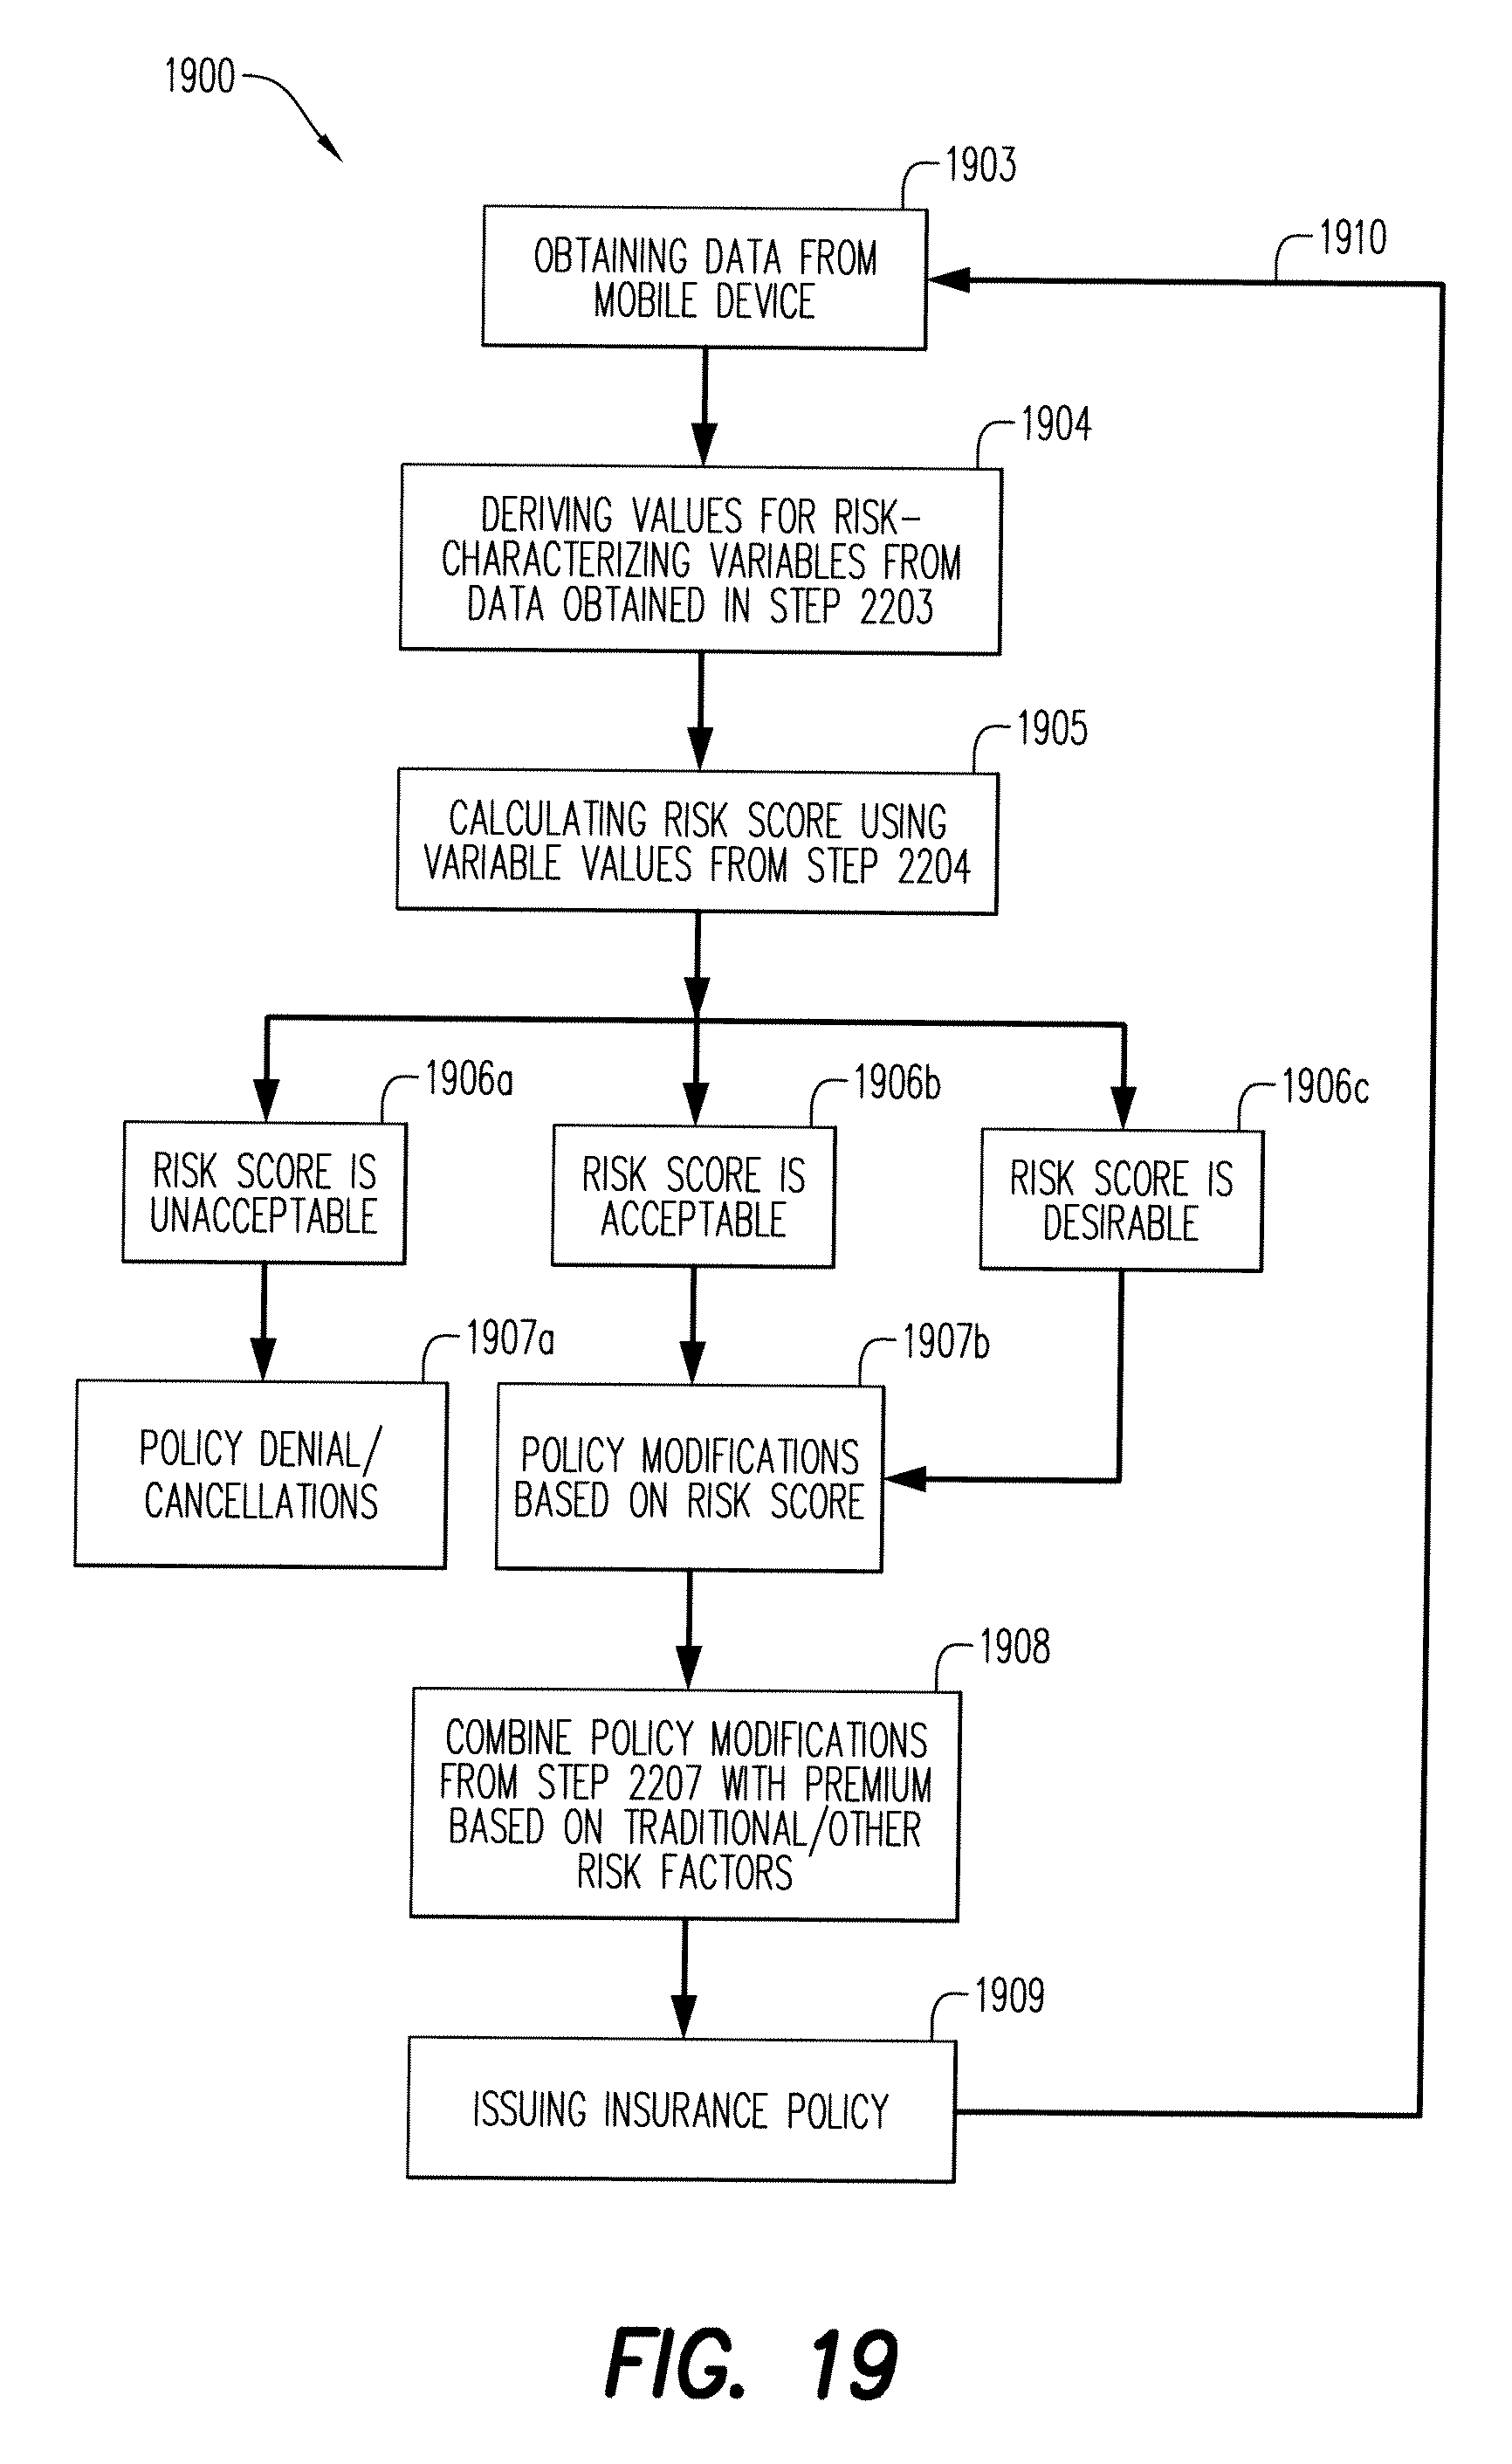 1900
1903
OBTAINING DATA FROM
MOBILE DEVICE
1910
1904
DERIVING VALUES FOR RISK-
CHARACTERIZING VARIABLES FROM
DATA OBTAINED IN STEP 2203
1905
CALCULATING RISK SCORE USING
VARIABLE VALUES FROM STEP 2204
1906a
RISK SCORE IS
UNACCEPTABLE
1906b
RISK SCORE IS
ACCEPTABLE
1906c
RISK SCORE IS
DESIRABLE
1907a
POLICY DENIAL/
CANCELLATIONS
1907b
POLICY MODIFICATIONS
BASED ON RISK SCORE
1908
COMBINE POLICY MODIFICATIONS
FROM STEP 2207 WITH PREMIUM
BASED ON TRADITIONAL/OTHER
RISK FACTORS
1909
ISSUING INSURANCE POLICY
FIG. 19